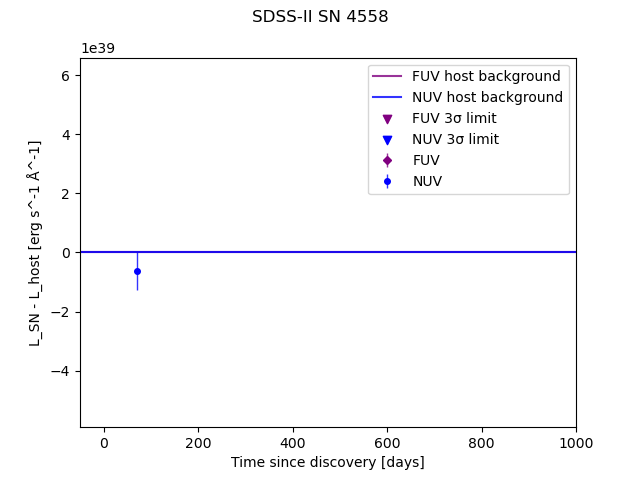 SDSS-II SN 4558
1e39
6
4
2
0
−2
−4
L_SN - L_host [erg s^-1 Å^-1]
FUV host background
NUV host background
FUV 3σ limit
NUV 3σ limit
FUV
NUV
0 200 400 600 800 1000
Time since discovery [days]